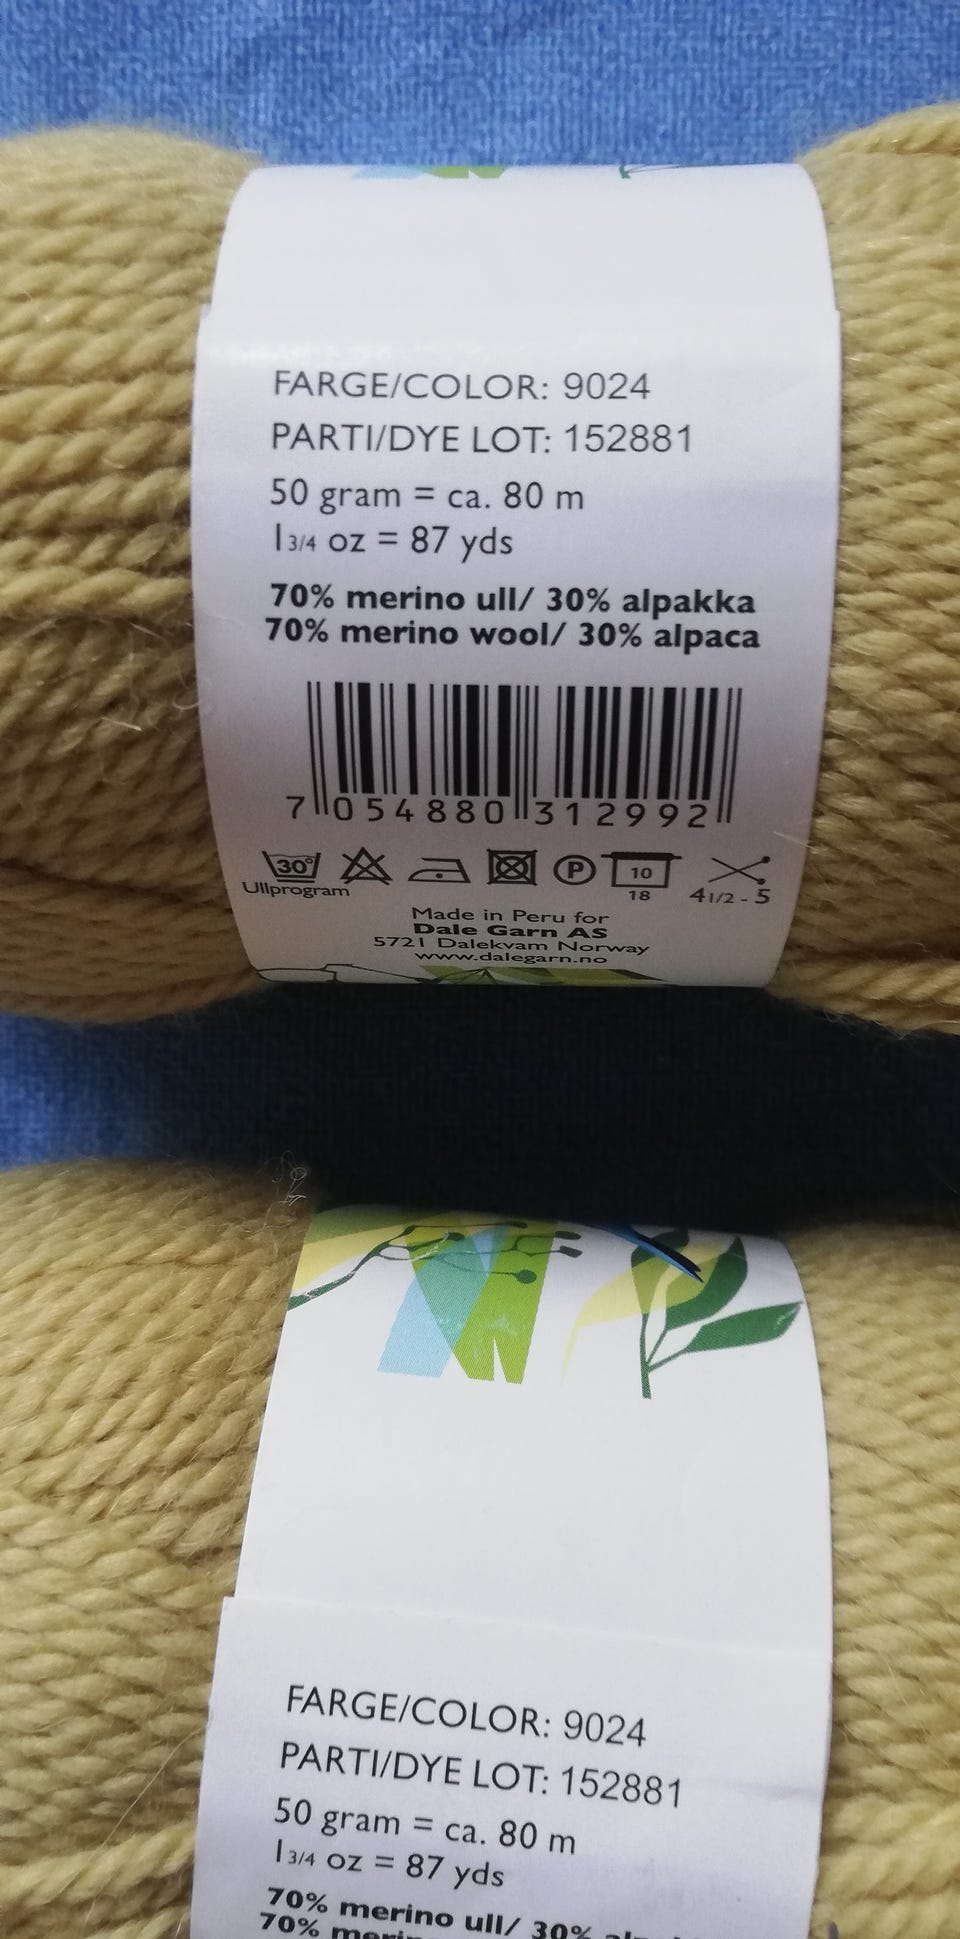 FARGE/COLOR: 9024
PARTI/DYE LOT: 152881
50 gram = ca. 80 m
1 3/4 oz = 87 yds
70% merino ull/ 30% alpakka
70% merino wool/ 30% alpaca
7 054880 312992
30° P 10
Ullprogram 18 4 1/2 - 5
Made in Peru for
Dale Garn AS
5721 Dalekvam Norway
www.dalegarn.no
FARGE/COLOR: 9024
PARTI/DYE LOT: 152881
50 gram = ca. 80 m
1 3/4 oz = 87 yds
70% merino ull/ 30%
70%